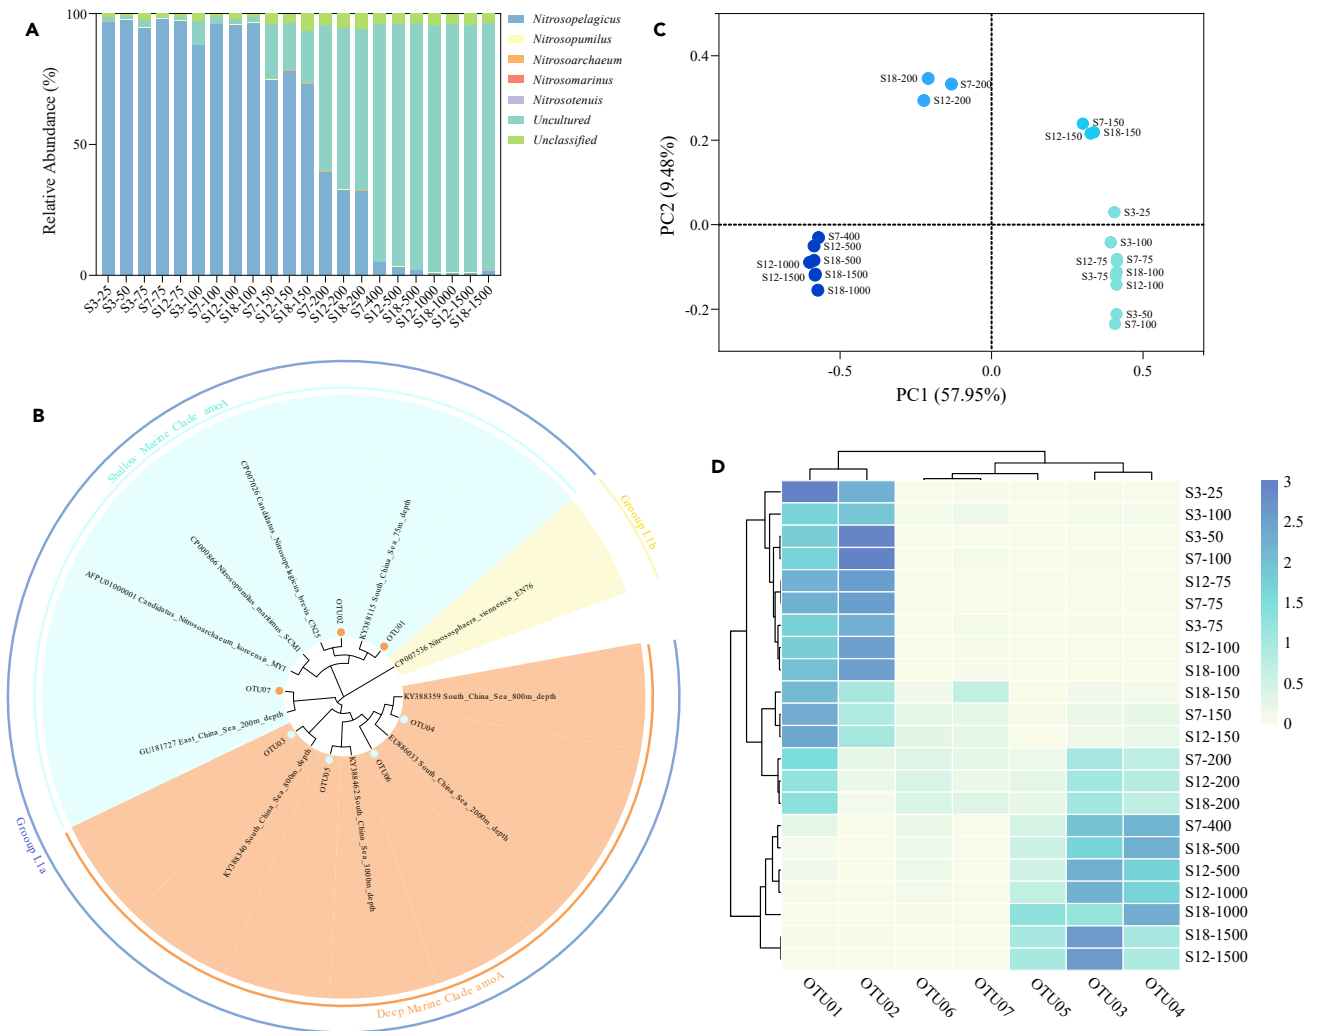 A
Relative Abundance (%)
100
50
0
S3-25
S3-50
S3-75
S7-75
S12-75
S3-100
S7-100
S12-100
S18-100
S7-150
S12-150
S18-150
S7-200
S12-200
S18-200
S7-400
S12-500
S18-500
S12-1000
S18-1000
S12-1500
S18-1500
Nitrosopelagicus
Nitrosopumilus
Nitrosoarchaeum
Nitrosomarinus
Nitrosotenuis
Uncultured
Unclassified
C
PC2 (9.48%)
0.4
0.2
0.0
-0.2
-0.5
0.0
0.5
PC1 (57.95%)
S18-200
S7-200
S12-200
S7-150
S12-150
S18-150
S3-25
S3-100
S12-75
S7-75
S18-100
S3-75
S12-100
S3-50
S7-100
S7-400
S12-500
S12-1000
S18-500
S12-1500
S18-1500
S18-1000
B
Shallow Marine Clade amoA
Grooup I.1b
Grooup I.1a
Deep Marine Clade amoA
CP007026 Candidatus_Nitrosopelagicus_brevis_CN25
CP000866 Nitrosopumilus_maritimus_SCM1
AFPU01000001 Candidatus_Nitrosoarchaeum_koreensis_MY1
OTU02
KY388115 South_China_Sea_75m_depth
OTU01
CP007536 Nitrososphaera_viennensis_EN76
OTU07
GU181727 East_China_Sea_200m_depth
OTU03
KY388340 South_China_Sea_800m_depth
OTU05
KY388462 South_China_Sea_3000m_depth
OTU06
EU886033 South_China_Sea_2000m_depth
OTU04
KY388359 South_China_Sea_800m_depth
D
S3-25
S3-100
S3-50
S7-100
S12-75
S7-75
S3-75
S12-100
S18-100
S18-150
S7-150
S12-150
S7-200
S12-200
S18-200
S7-400
S18-500
S12-500
S12-1000
S18-1000
S18-1500
S12-1500
OTU01
OTU02
OTU06
OTU07
OTU05
OTU03
OTU04
3
2.5
2
1.5
1
0.5
0